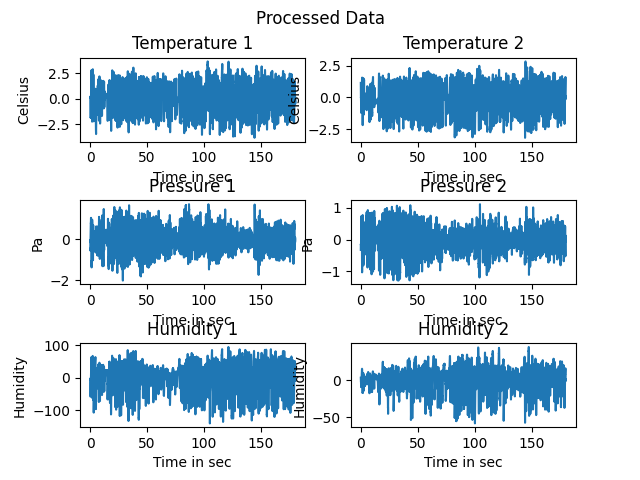 Processed Data
Temperature 1 Temperature 2
2.5
0.0
−2.5
Celsius
0 50 100 150
Time in sec
2.5
0.0
−2.5
Celsius
0 50 100 150
Time in sec
Pressure 1 Pressure 2
0
−2
Pa
0 50 100 150
Time in sec
1
0
−1
Pa
0 50 100 150
Time in sec
Humidity 1 Humidity 2
100
0
−100
Humidity
0 50 100 150
Time in sec
0
−50
Humidity
0 50 100 150
Time in sec